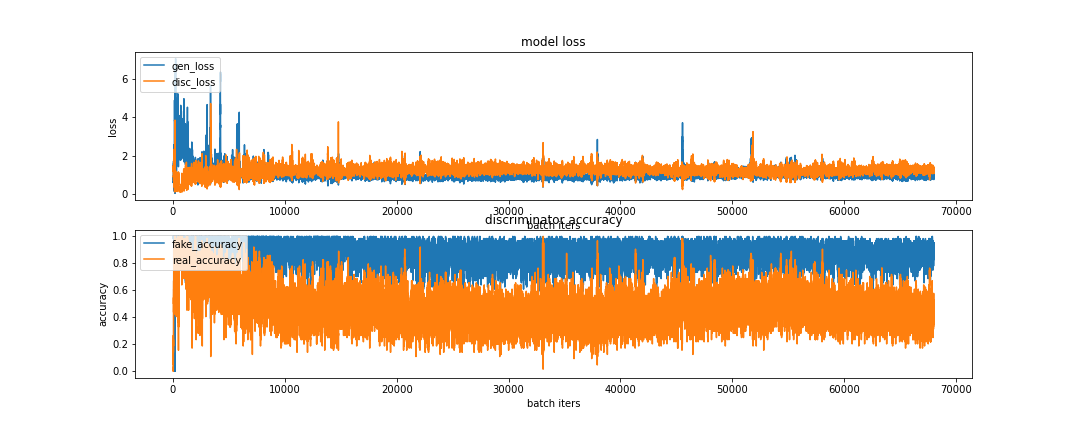 model loss
gen_loss
disc_loss
6
4
2
0
loss
0 10000 20000 30000 40000 50000 60000 70000
batch iters
discriminator accuracy
fake_accuracy
real_accuracy
1.0
0.8
0.6
0.4
0.2
0.0
accuracy
0 10000 20000 30000 40000 50000 60000 70000
batch iters